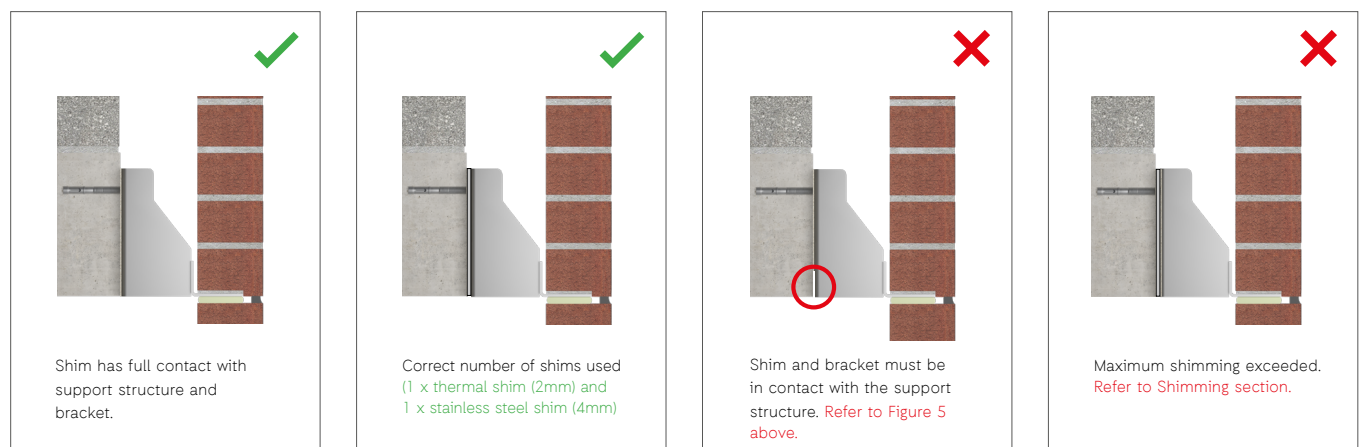 Shim has full contact with
support structure and
bracket.
Correct number of shims used
(1 x thermal shim (2mm) and
1 x stainless steel shim (4mm)
Shim and bracket must be
in contact with the support
structure. Refer to Figure 5
above.
Maximum shimming exceeded.
Refer to Shimming section.